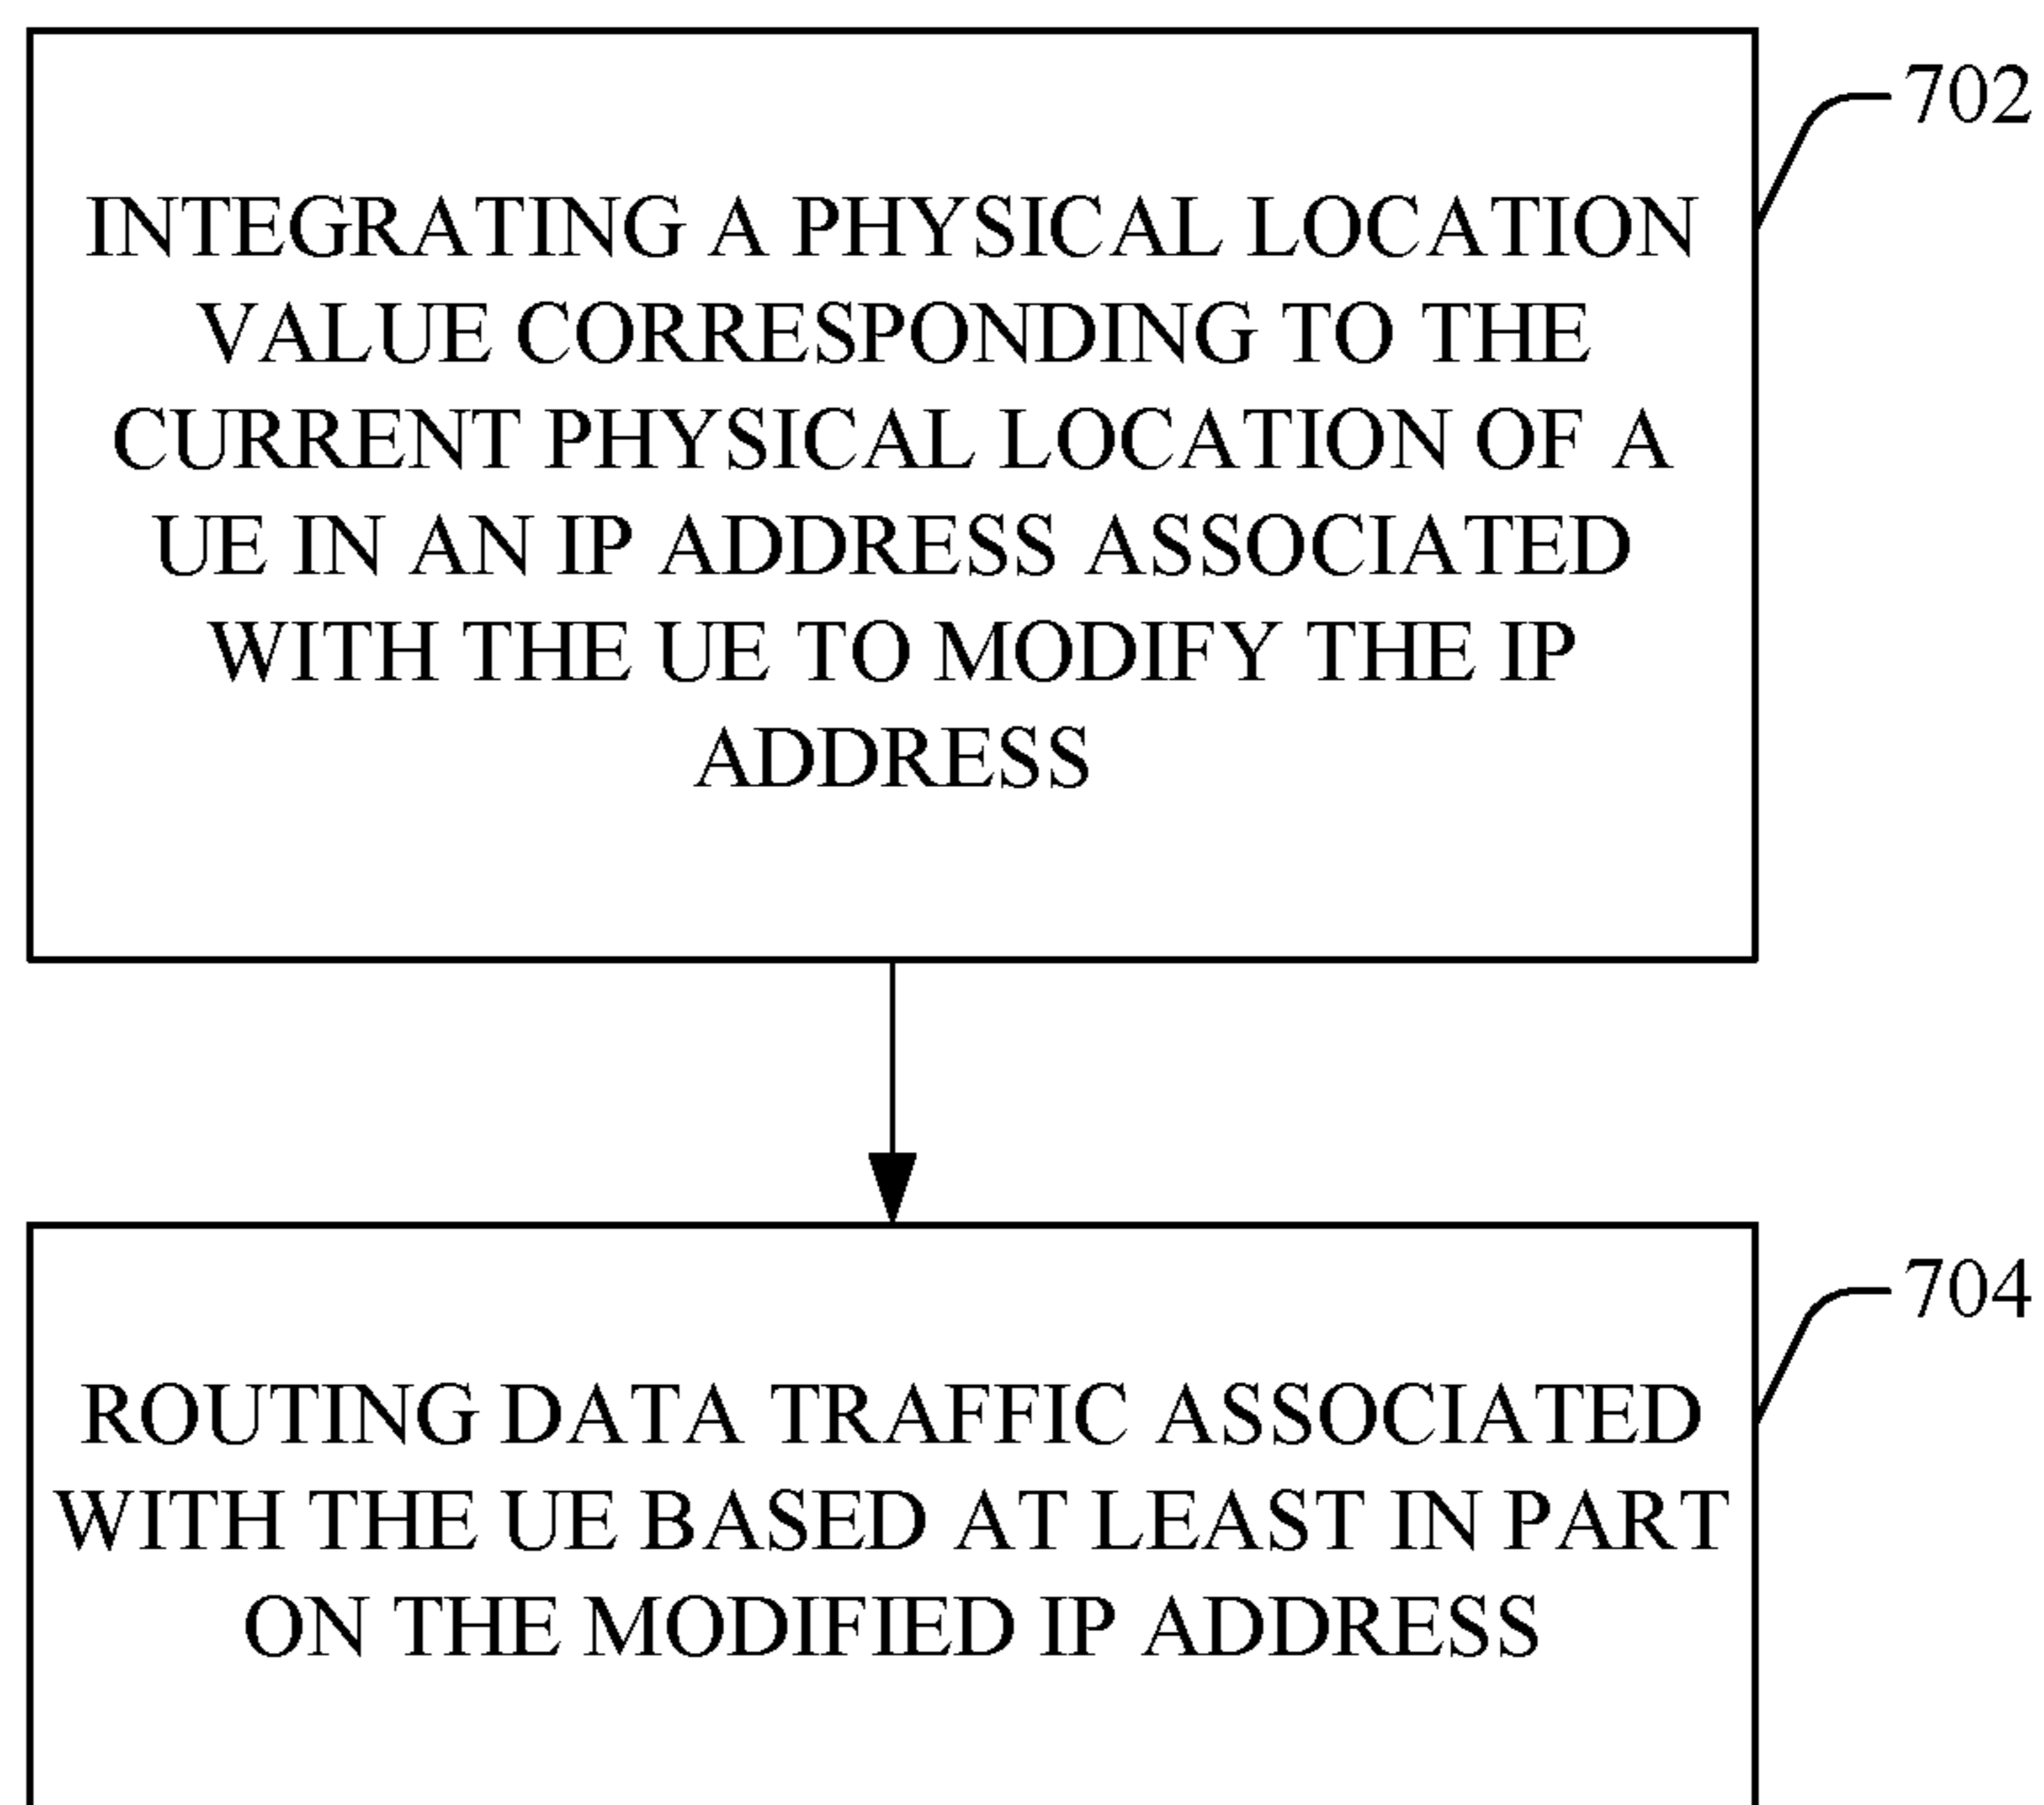 702
INTEGRATING A PHYSICAL LOCATION
VALUE CORRESPONDING TO THE
CURRENT PHYSICAL LOCATION OF A
UE IN AN IP ADDRESS ASSOCIATED
WITH THE UE TO MODIFY THE IP
ADDRESS
704
ROUTING DATA TRAFFIC ASSOCIATED
WITH THE UE BASED AT LEAST IN PART
ON THE MODIFIED IP ADDRESS